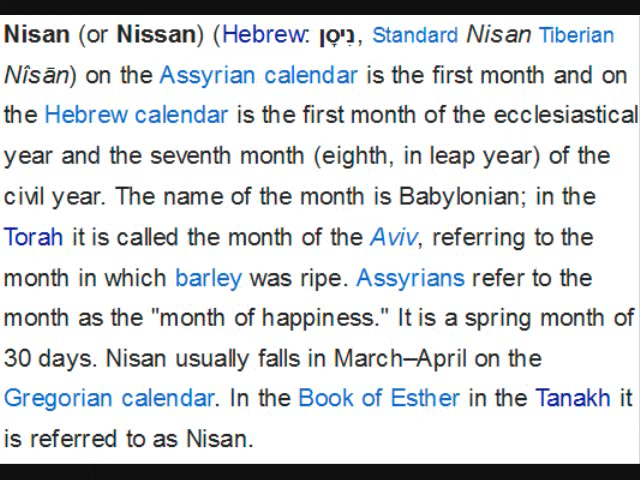 Nisan (or Nissan) (Hebrew: נִיסָן, Standard Nisan Tiberian
Nîsān) on the Assyrian calendar is the first month and on
the Hebrew calendar is the first month of the ecclesiastical
year and the seventh month (eighth, in leap year) of the
civil year. The name of the month is Babylonian; in the
Torah it is called the month of the Aviv, referring to the
month in which barley was ripe. Assyrians refer to the
month as the "month of happiness." It is a spring month of
30 days. Nisan usually falls in March–April on the
Gregorian calendar. In the Book of Esther in the Tanakh it
is referred to as Nisan.